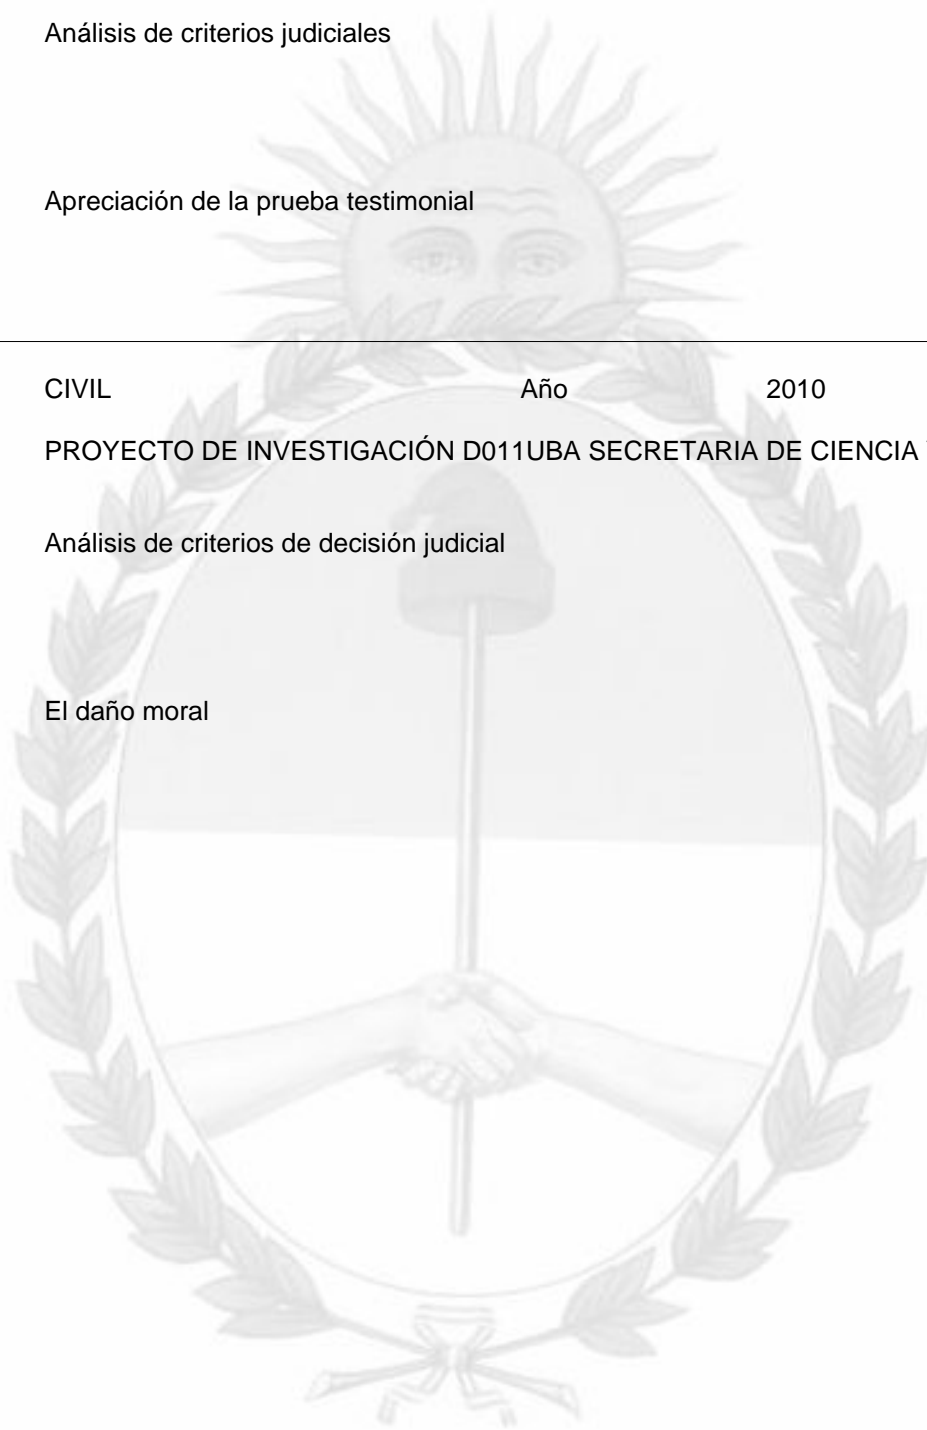 Análisis de criterios judiciales
Apreciación de la prueba testimonial
CIVIL Año 2010
PROYECTO DE INVESTIGACIÓN D011UBA SECRETARIA DE CIENCIA
Análisis de criterios de decisión judicial
El daño moral